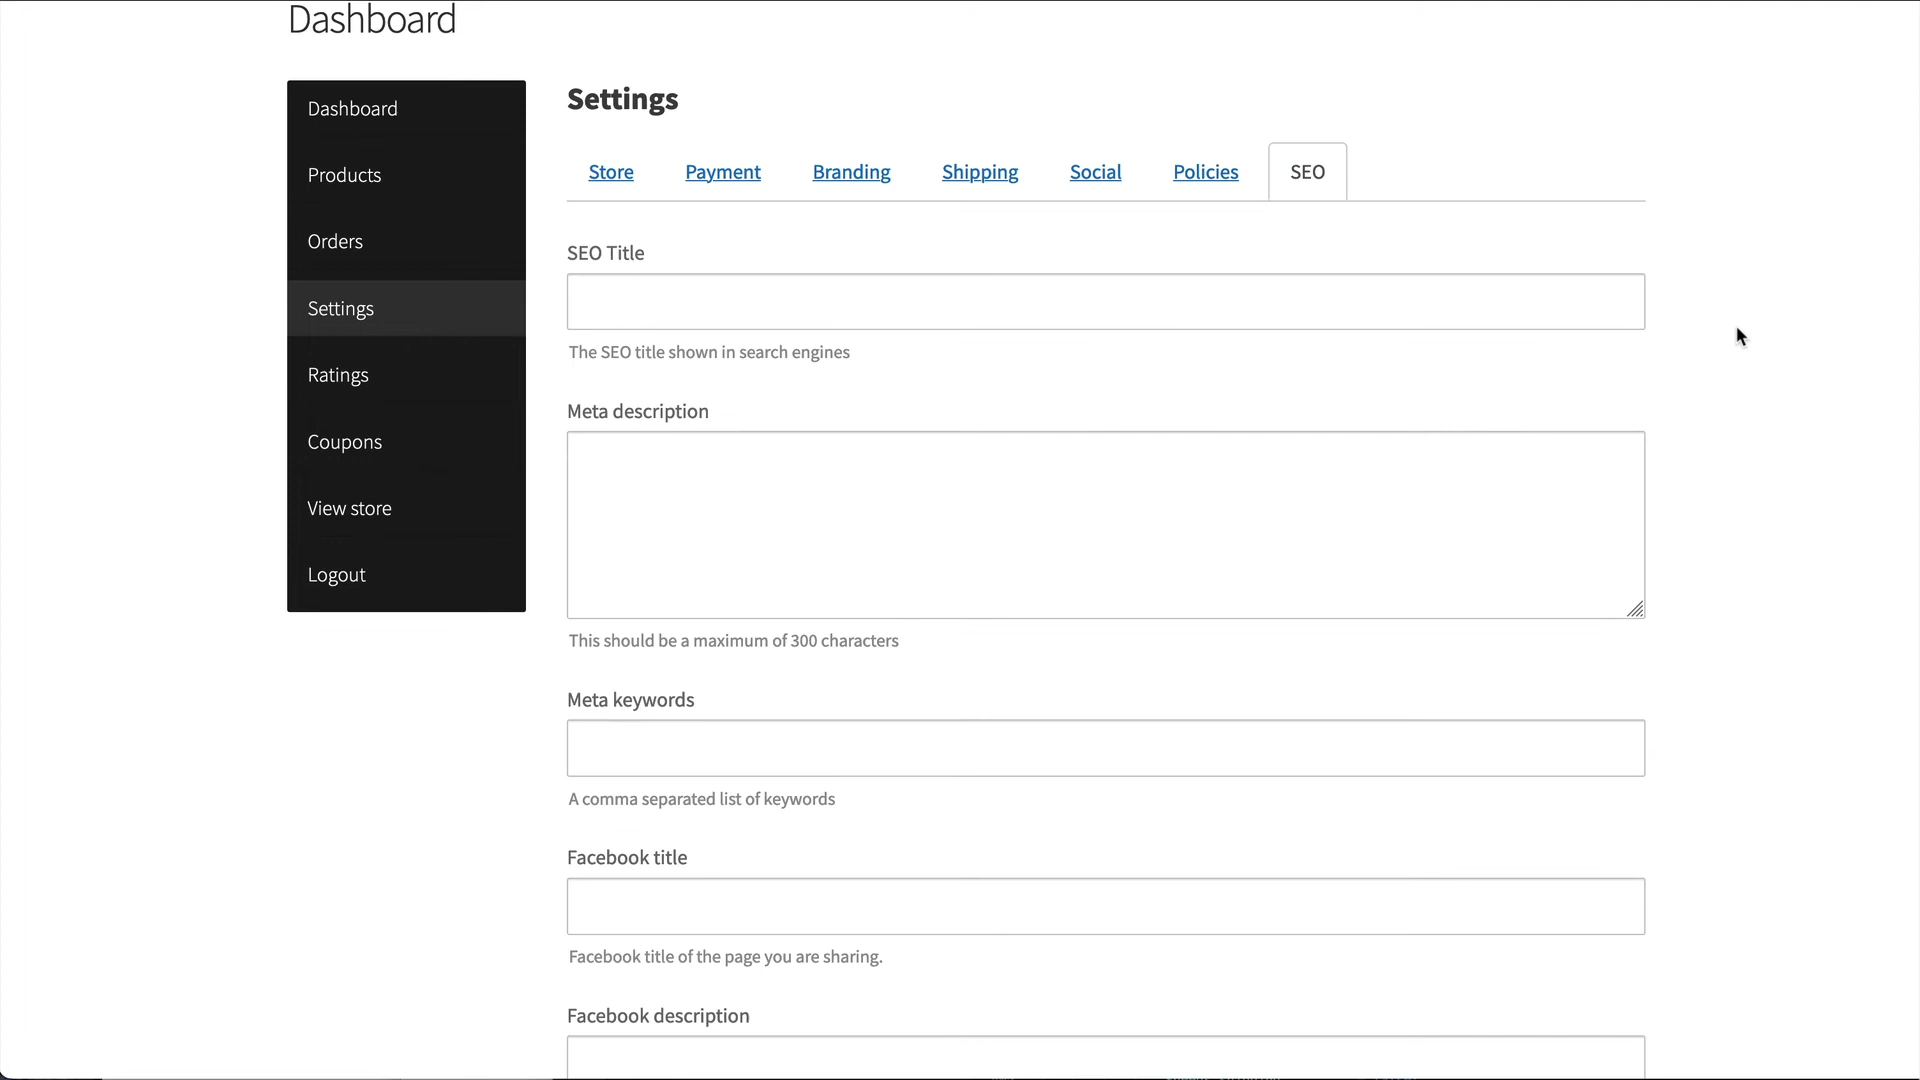 Dashboard
Dashboard
Products
Orders
Settings
Ratings
Coupons
View store
Logout
Settings
Store
Payment
Branding
Shipping
Social
Policies
SEO
SEO Title
The SEO title shown in search engines
Meta description
This should be a maximum of 300 characters
Meta keywords
A comma separated list of keywords
Facebook title
Facebook title of the page you are sharing.
Facebook description